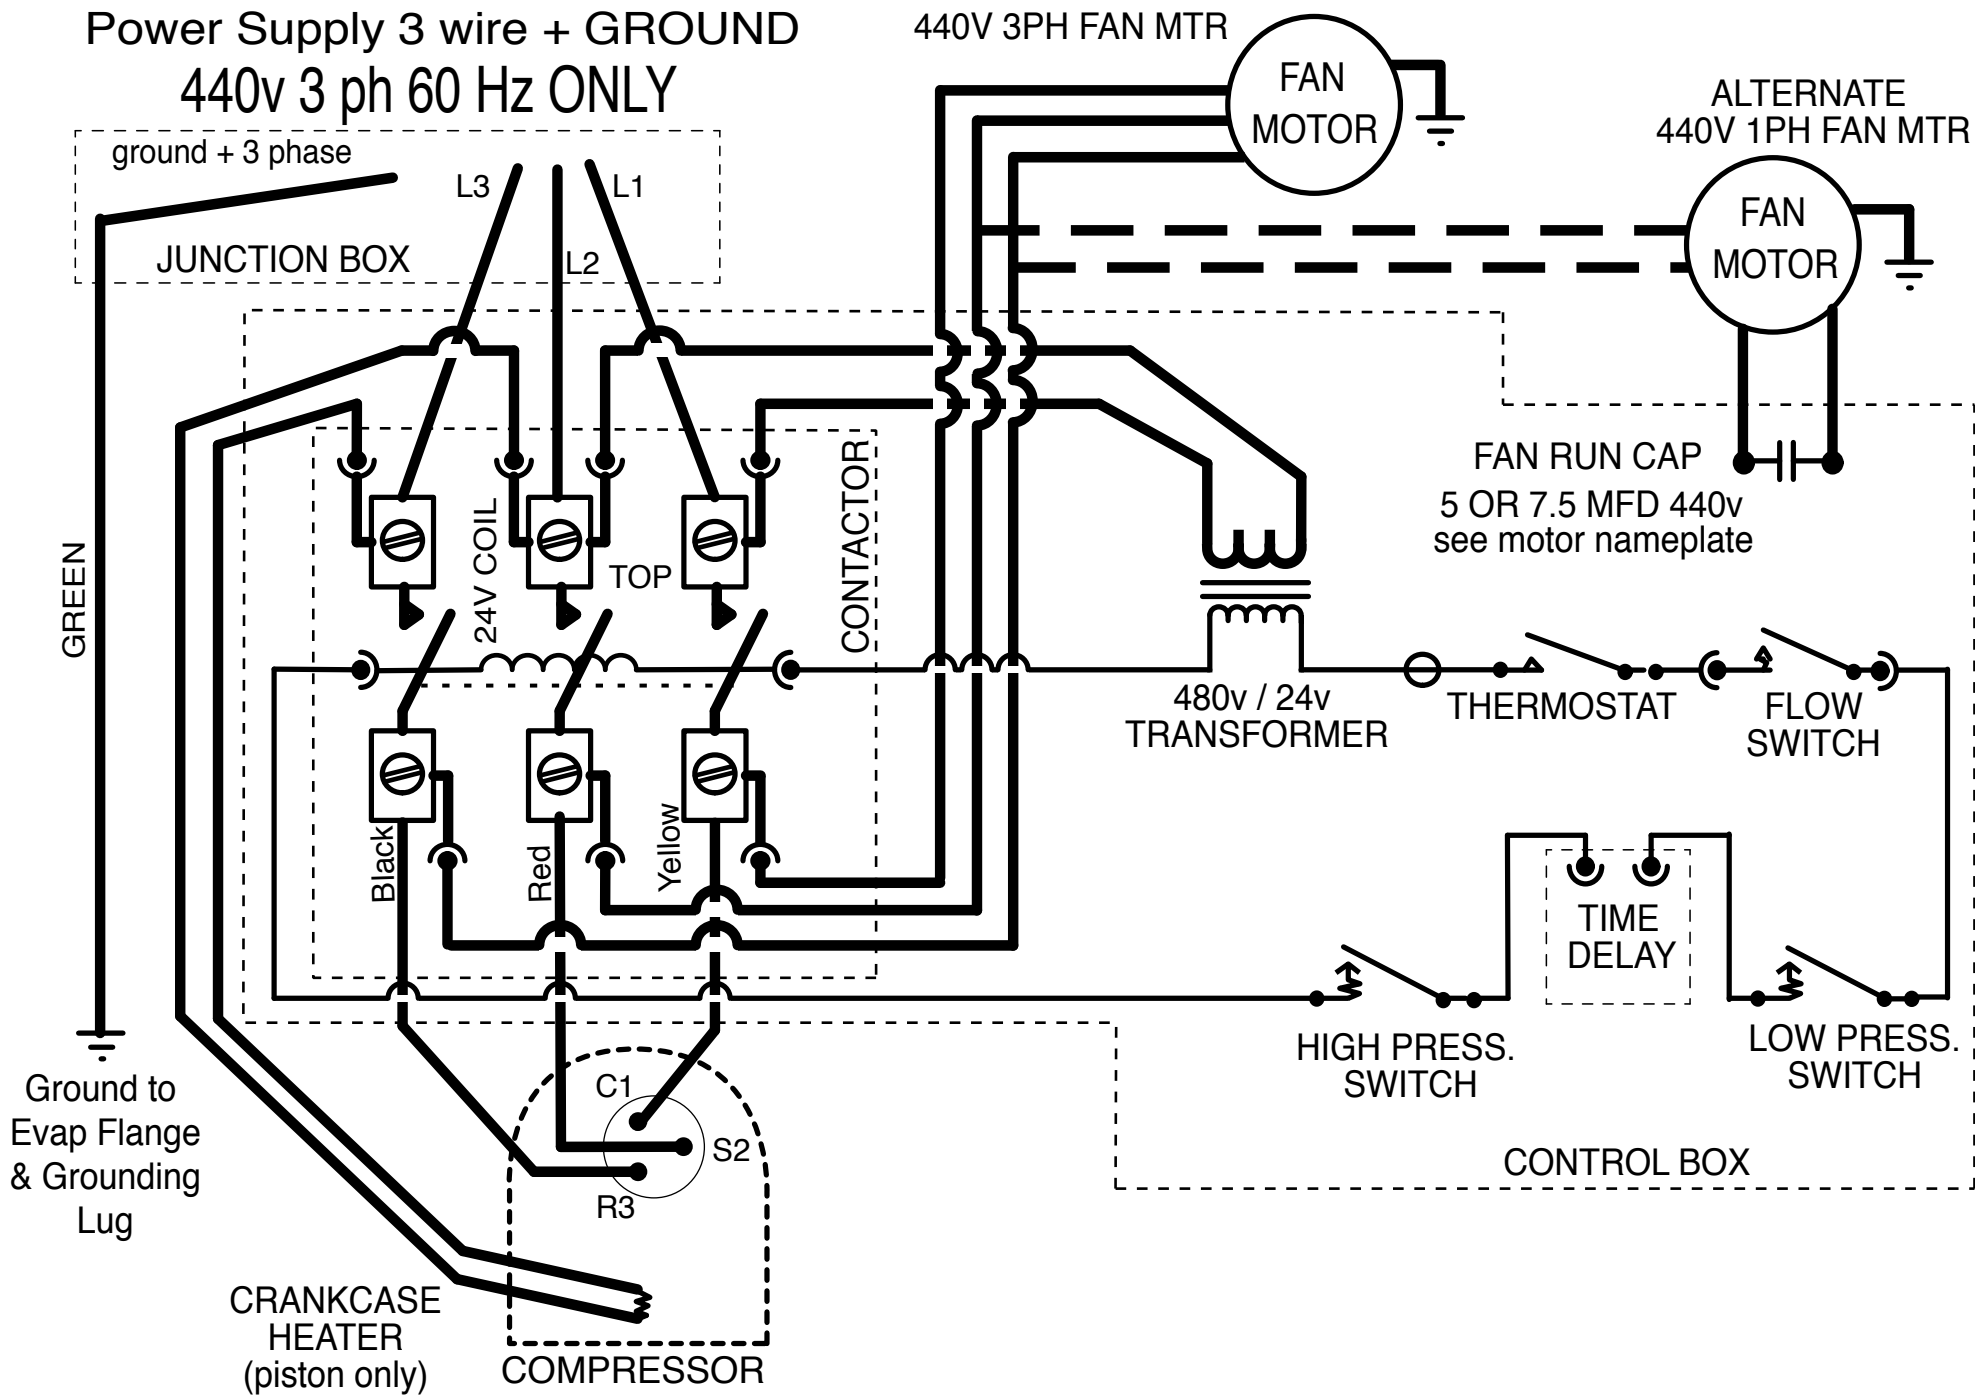 Power Supply 3 wire + GROUND
440v 3 ph 60 Hz ONLY
440V 3PH FAN MTR
FAN
MOTOR
ALTERNATE
440V 1PH FAN MTR
FAN
MOTOR
ground + 3 phase
L3
L1
L2
JUNCTION BOX
GREEN
24V COIL
TOP
CONTACTOR
FAN RUN CAP
5 OR 7.5 MFD 440v
see motor nameplate
480v / 24v
TRANSFORMER
THERMOSTAT
FLOW
SWITCH
Black
Red
Yellow
TIME
DELAY
HIGH PRESS.
SWITCH
LOW PRESS.
SWITCH
CONTROL BOX
Ground to
Evap Flange
& Grounding
Lug
C1
S2
R3
CRANKCASE
HEATER
(piston only)
COMPRESSOR